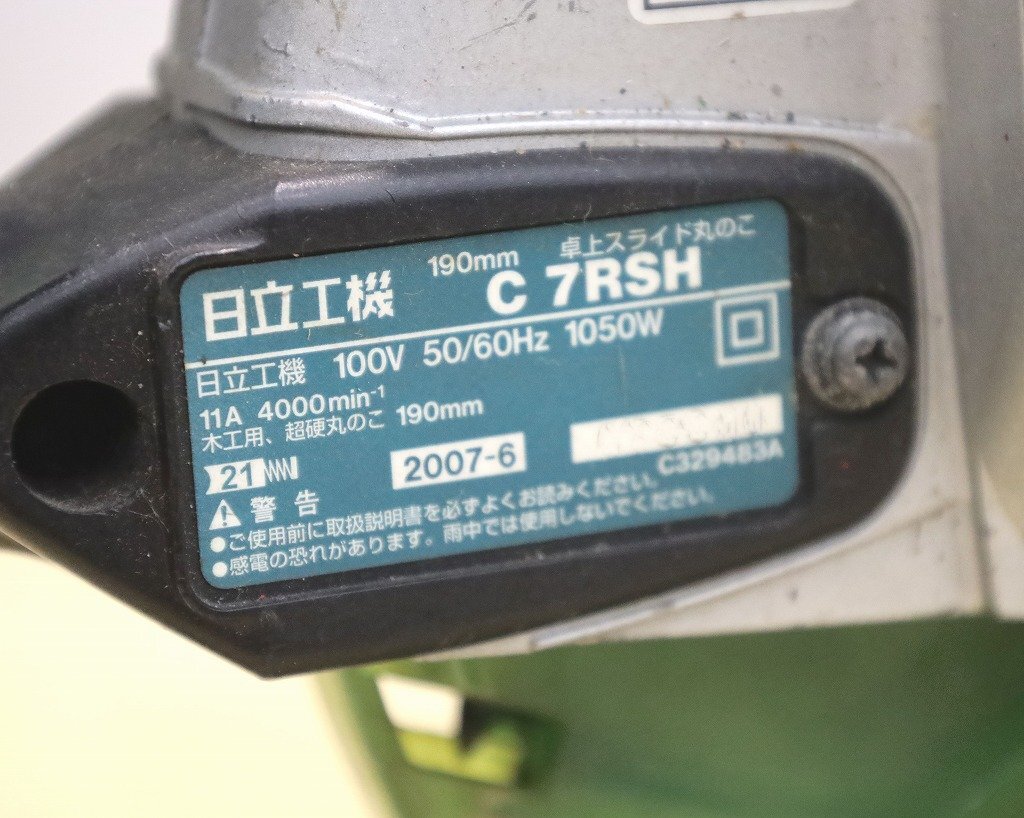 190mm 卓上スライド丸のこ
日立工機 C 7RSH
日立工機 100V 50/60Hz 1050W
11A 4000min-1
木工用、超硬丸のこ 190mm
21 2007-6
C329483A
警告
●ご使用前に取扱説明書を必ずよくお読みください。
●感電の恐れがあります。雨中では使用しないでください。